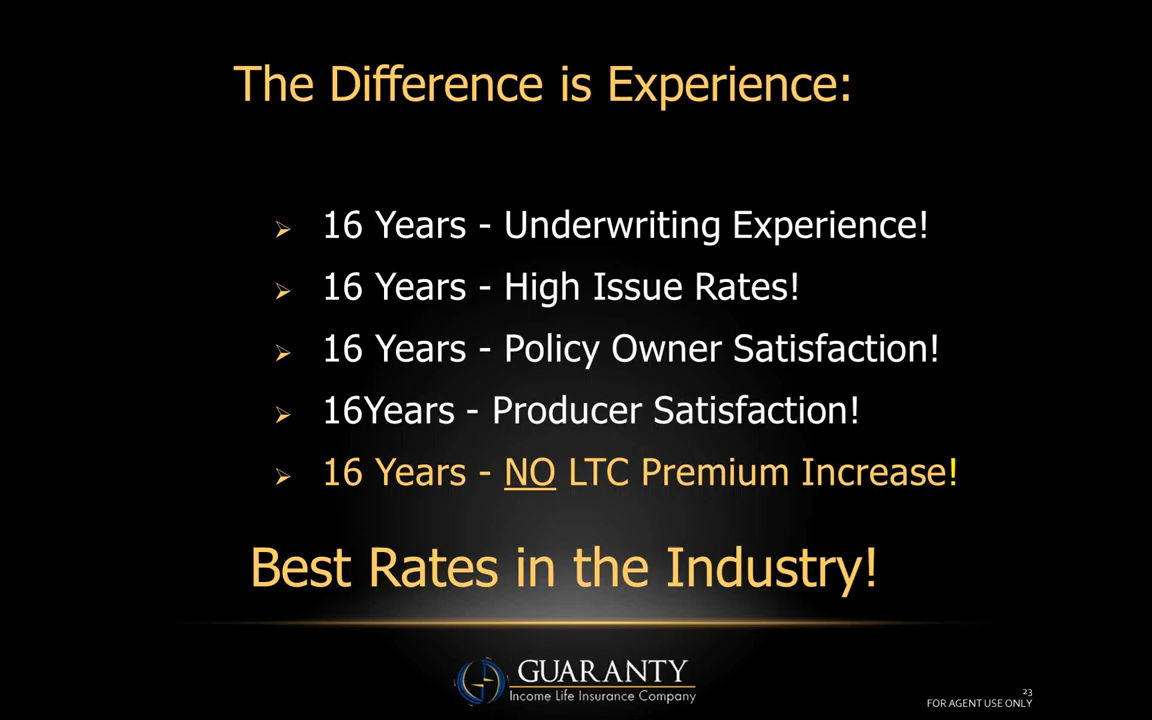 The Difference is Experience:
16 Years - Underwriting Experience!
16 Years - High Issue Rates!
16 Years - Policy Owner Satisfaction!
16Years - Producer Satisfaction!
16 Years - NO LTC Premium Increase!
Best Rates in the Industry!
GUARANTY
Income Life Insurance Company
23
FOR AGENT USE ONLY